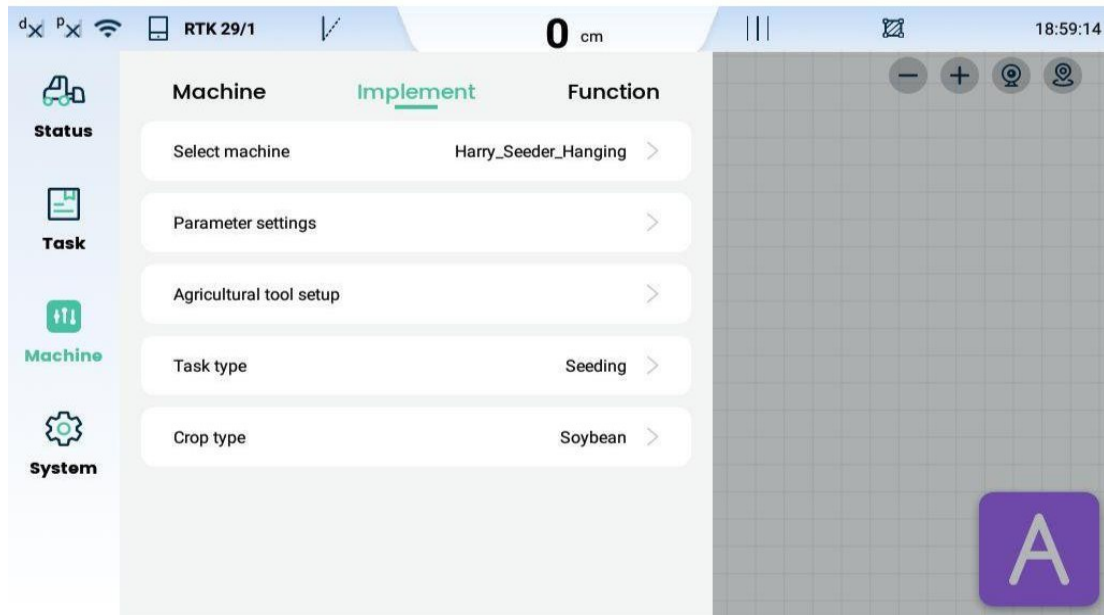 d P RTK 29/1 0 cm 18:59:14
Status
Task
Machine
System
Machine Implement Function
Select machine Harry_Seeder_Hanging
Parameter settings
Agricultural tool setup
Task type Seeding
Crop type Soybean
A